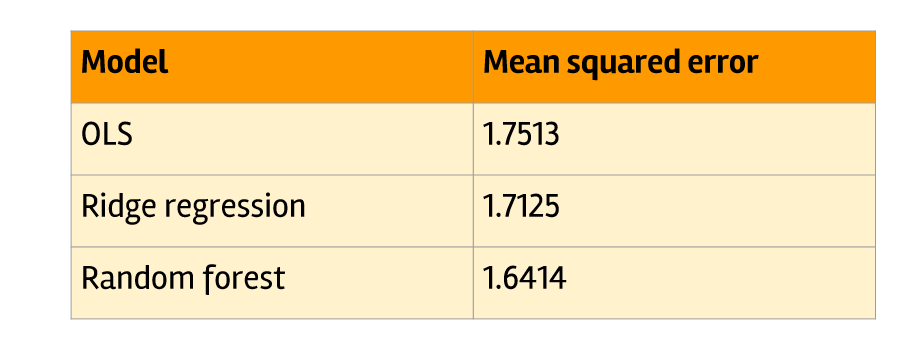 Model Mean squared error
OLS 1.7513
Ridge regression 1.7125
Random forest 1.6414